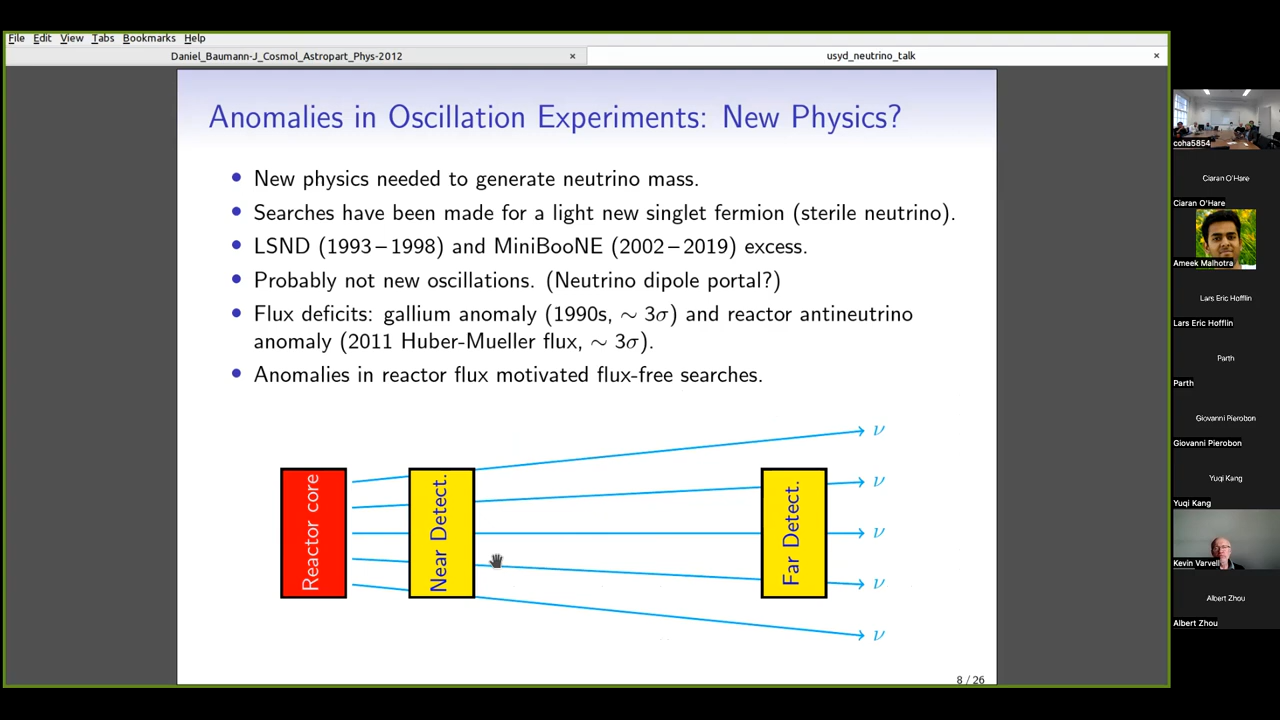 File Edit View Tabs Bookmarks Help
Daniel_Baumann-J_Cosmol_Astropart_Phys-2012 ×
usyd_neutrino_talk ×
Anomalies in Oscillation Experiments: New Physics?
• New physics needed to generate neutrino mass.
• Searches have been made for a light new singlet fermion (sterile neutrino).
• LSND (1993–1998) and MiniBooNE (2002–2019) excess.
• Probably not new oscillations. (Neutrino dipole portal?)
• Flux deficits: gallium anomaly (1990s, ∼ 3σ) and reactor antineutrino
anomaly (2011 Huber-Mueller flux, ∼ 3σ).
• Anomalies in reactor flux motivated flux-free searches.
Reactor core
Near Detect.
Far Detect.
ν
ν
ν
ν
ν
8 / 26
coha5854
Ciaran O'Hare
Ciaran O'Hare
Ameek Malhotra
Lars Eric Hofflin
Lars Eric Hofflin
Parth
Parth
Giovanni Pierobon
Giovanni Pierobon
Yuqi Kang
Yuqi Kang
Kevin Varvell
Albert Zhou
Albert Zhou